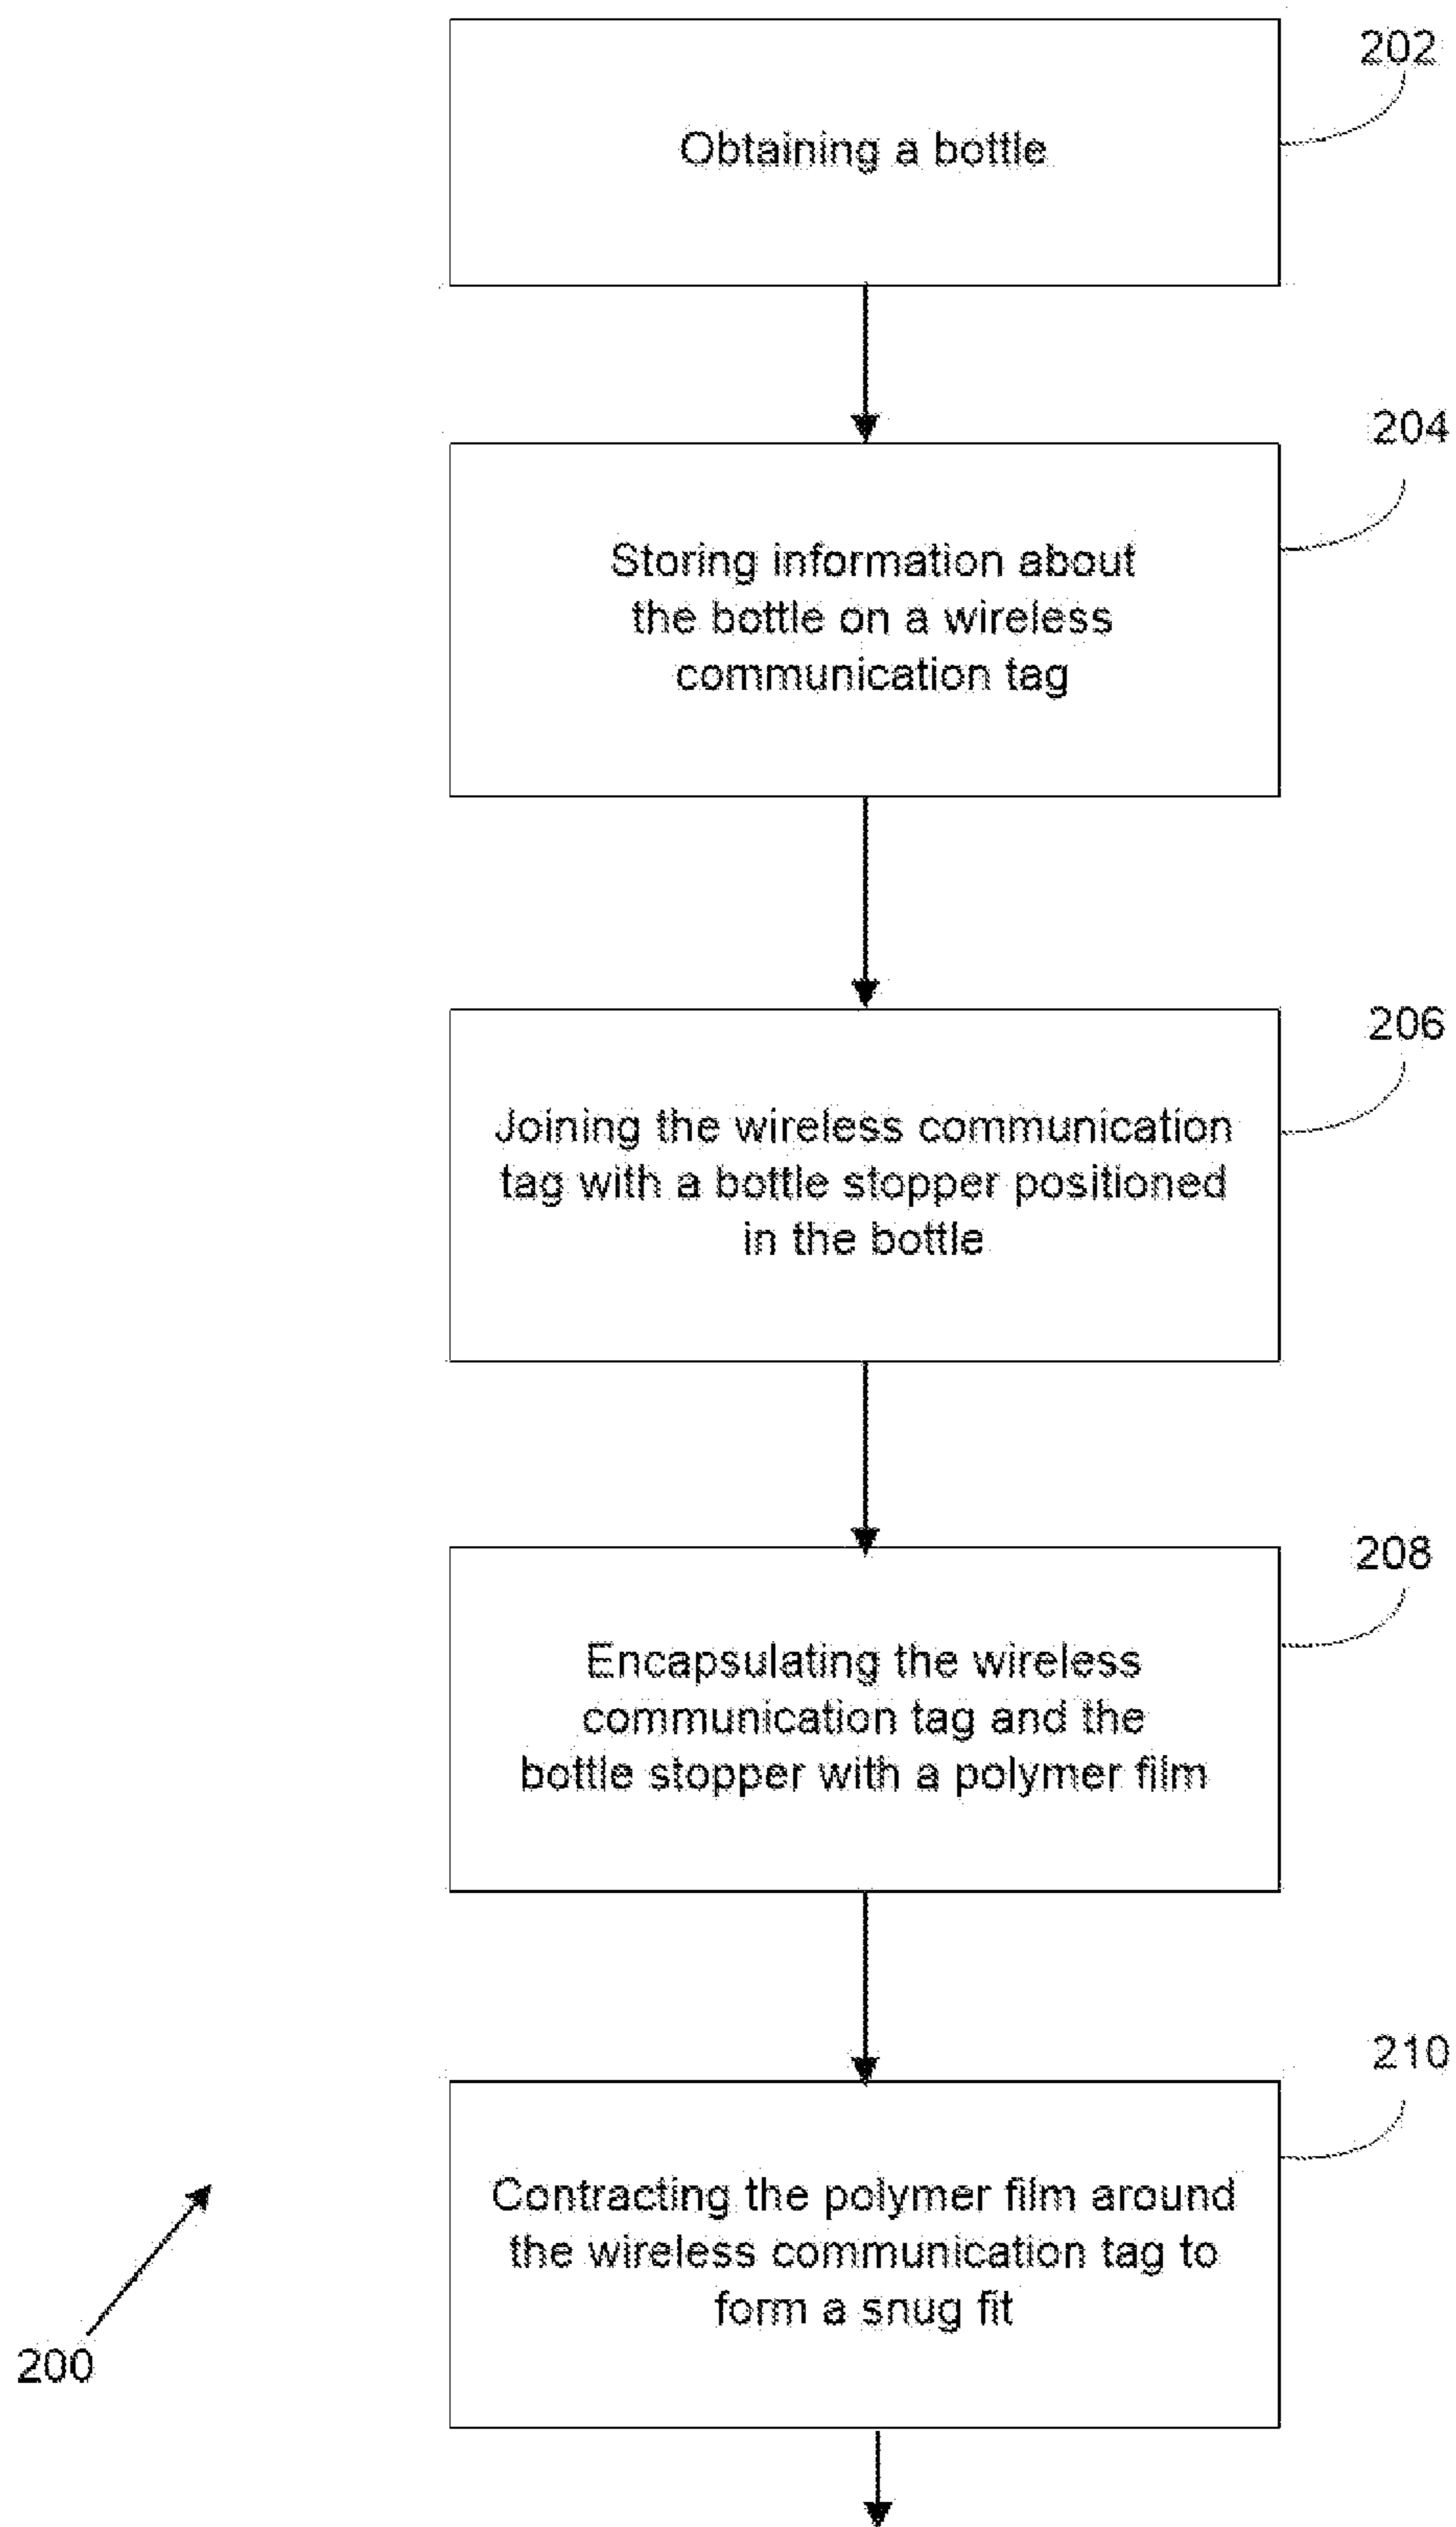 202
Obtaining a bottle
204
Storing information about
the bottle on a wireless
communication tag
206
Joining the wireless communication
tag with a bottle stopper positioned
in the bottle
208
Encapsulating the wireless
communication tag and the
bottle stopper with a polymer film
210
Contracting the polymer film around
the wireless communication tag to
form a snug fit
200